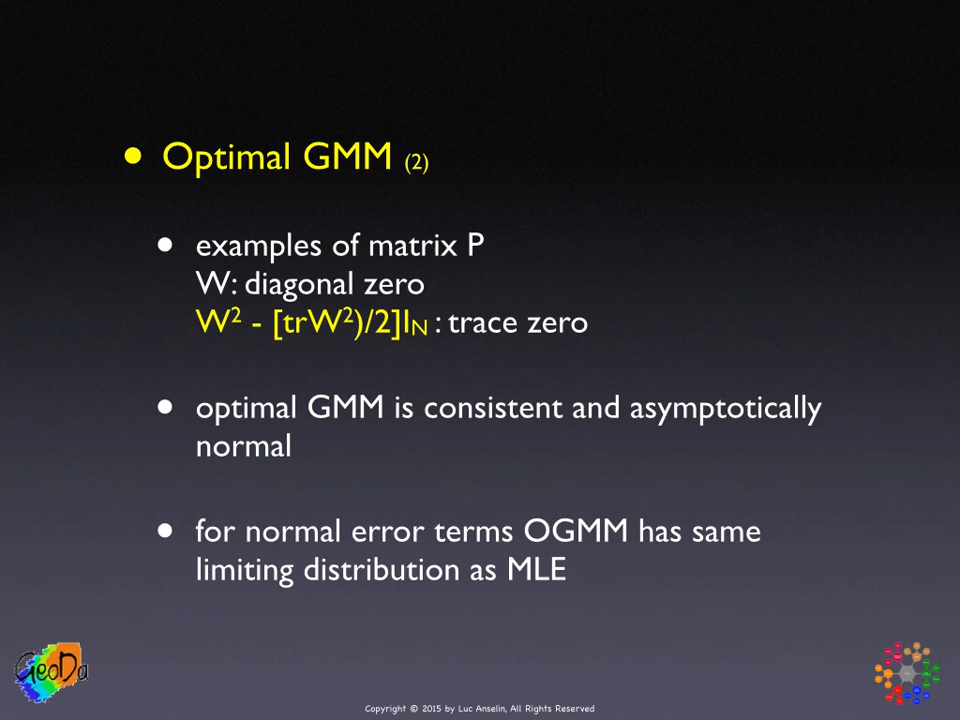 • Optimal GMM (2)
• examples of matrix P
W: diagonal zero
W² - [trW²)/2]I_N : trace zero
• optimal GMM is consistent and asymptotically
normal
• for normal error terms OGMM has same
limiting distribution as MLE
GeoDa
Copyright © 2015 by Luc Anselin, All Rights Reserved